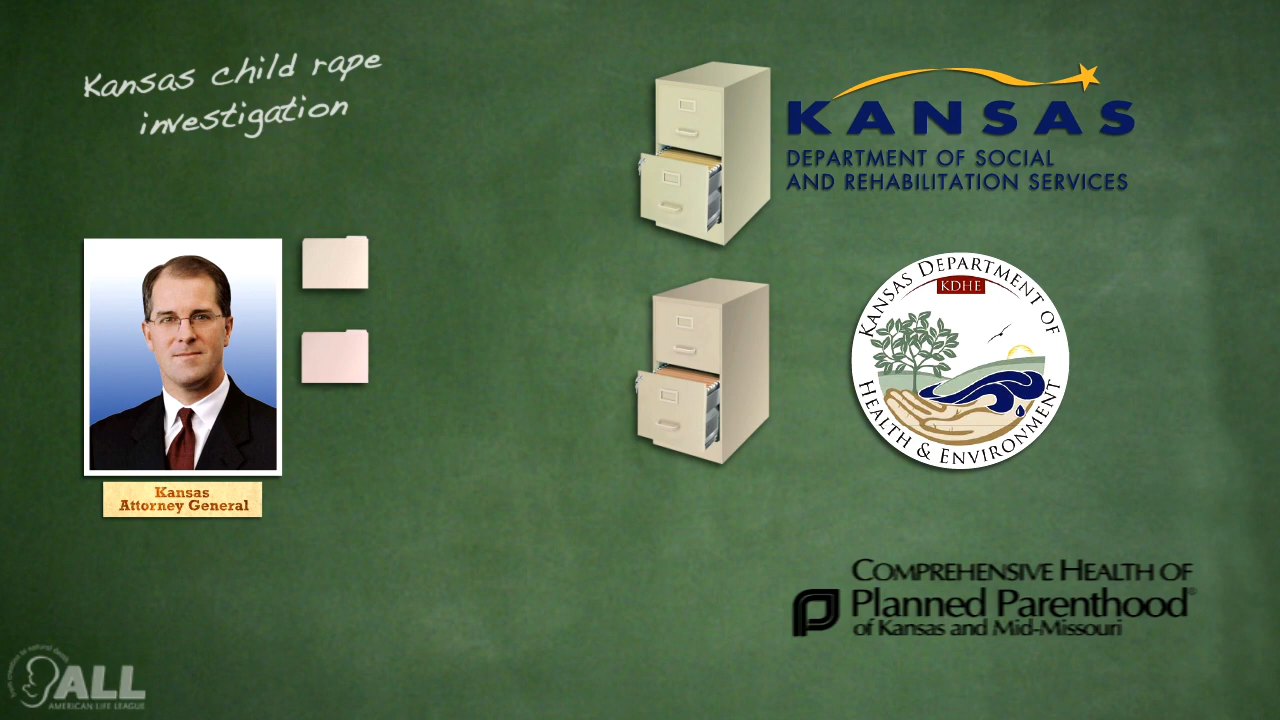 Kansas child rape
investigation
KANSAS
DEPARTMENT OF SOCIAL
AND REHABILITATION SERVICES
KANSAS DEPARTMENT OF
KDHE
HEALTH & ENVIRONMENT
Kansas
Attorney General
COMPREHENSIVE HEALTH OF
Planned Parenthood®
of Kansas and Mid-Missouri
ALL
AMERICAN LIFE LEAGUE